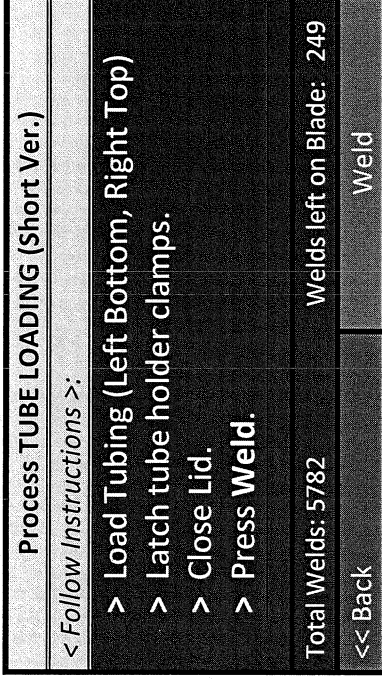 Process TUBE LOADING (Short Ver.)
< Follow Instructions >:
> Load Tubing (Left Bottom, Right Top)
> Latch tube holder clamps.
> Close Lid.
> Press Weld.
Total Welds: 5782 Welds left on Blade: 249
<< Back Weld